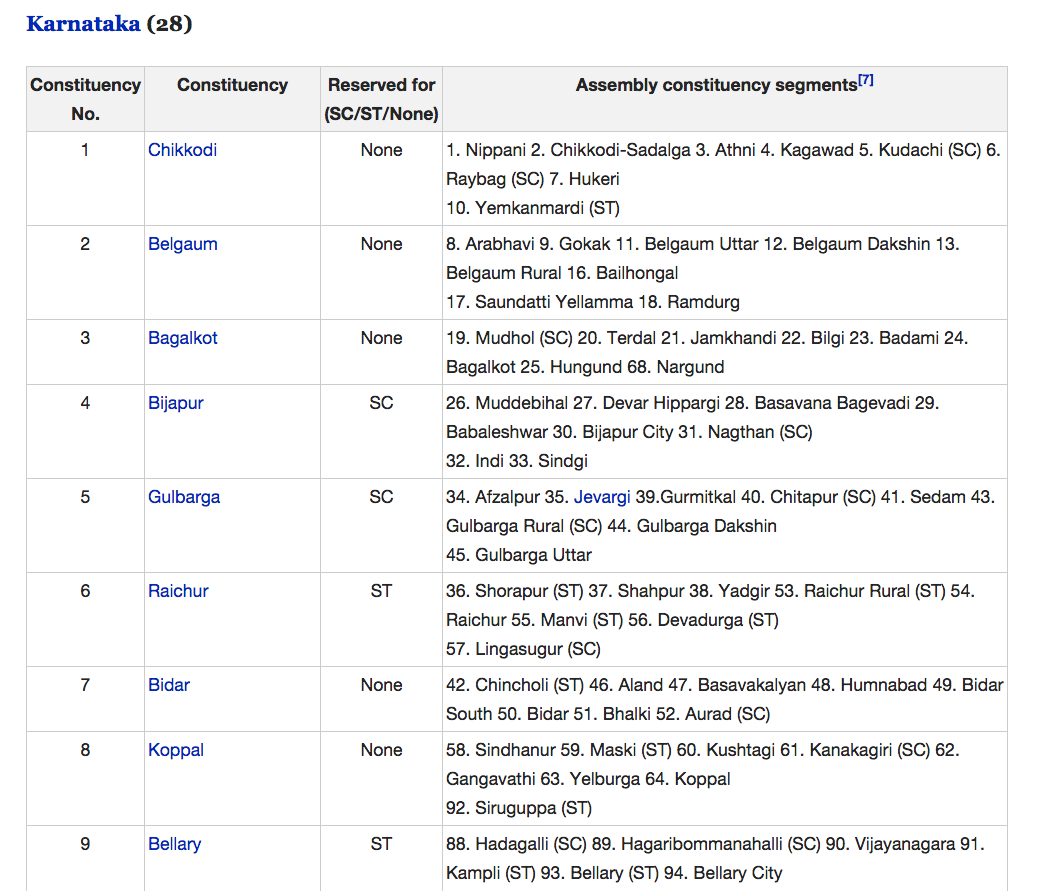 Karnataka (28)
Constituency No.
Constituency
Reserved for (SC/ST/None)
Assembly constituency segments[7]
1
Chikkodi
None
1. Nippani 2. Chikkodi-Sadalga 3. Athni 4. Kagawad 5. Kudachi (SC) 6.
Raybag (SC) 7. Hukeri
10. Yemkanmardi (ST)
2
Belgaum
None
8. Arabhavi 9. Gokak 11. Belgaum Uttar 12. Belgaum Dakshin 13.
Belgaum Rural 16. Bailhongal
17. Saundatti Yellamma 18. Ramdurg
3
Bagalkot
None
19. Mudhol (SC) 20. Terdal 21. Jamkhandi 22. Bilgi 23. Badami 24.
Bagalkot 25. Hungund 68. Nargund
4
Bijapur
SC
26. Muddebihal 27. Devar Hippargi 28. Basavana Bagevadi 29.
Babaleshwar 30. Bijapur City 31. Nagthan (SC)
32. Indi 33. Sindgi
5
Gulbarga
SC
34. Afzalpur 35. Jevargi 39.Gurmitkal 40. Chitapur (SC) 41. Sedam 43.
Gulbarga Rural (SC) 44. Gulbarga Dakshin
45. Gulbarga Uttar
6
Raichur
ST
36. Shorapur (ST) 37. Shahpur 38. Yadgir 53. Raichur Rural (ST) 54.
Raichur 55. Manvi (ST) 56. Devadurga (ST)
57. Lingasugur (SC)
7
Bidar
None
42. Chincholi (ST) 46. Aland 47. Basavakalyan 48. Humnabad 49. Bidar
South 50. Bidar 51. Bhalki 52. Aurad (SC)
8
Koppal
None
58. Sindhanur 59. Maski (ST) 60. Kushtagi 61. Kanakagiri (SC) 62.
Gangavathi 63. Yelburga 64. Koppal
92. Siruguppa (ST)
9
Bellary
ST
88. Hadagalli (SC) 89. Hagaribommanahalli (SC) 90. Vijayanagara 91.
Kampli (ST) 93. Bellary (ST) 94. Bellary City